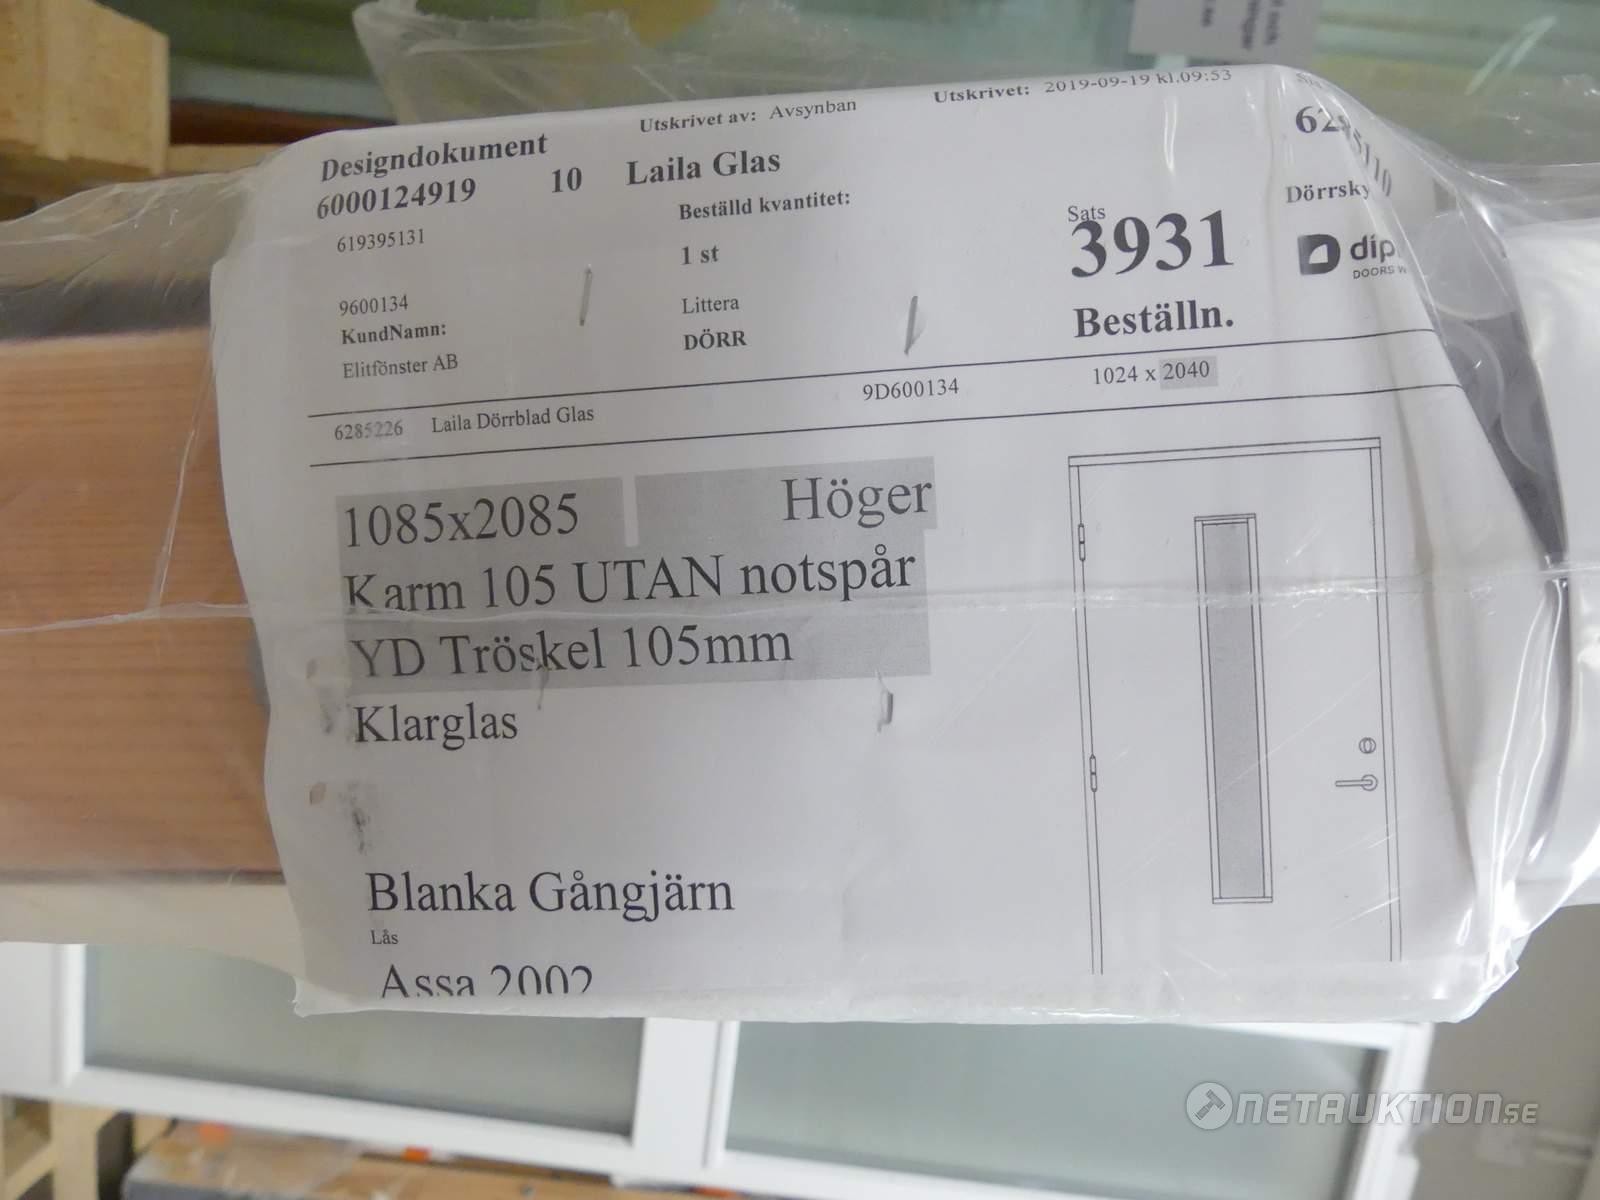 Designdokument
Utskrivet av: Avsynban
Utskrivet: 2019-09-19 kl.09:53
6000124919 10 Laila Glas
619395131
Beställd kvantitet:
1 st
Sats
3931
Dörrsky
9600134
Littera
Beställn.
DOORS
KundNamn:
DÖRR
Elitfönster AB
6285226 Laila Dörrblad Glas 9D600134 1024 x 2040
1085x2085 Höger
Karm 105 UTAN notspår
YD Tröskel 105mm
Klarglas
Blanka Gångjärn
Lås
Assa 2002
NETAUKTION.SE